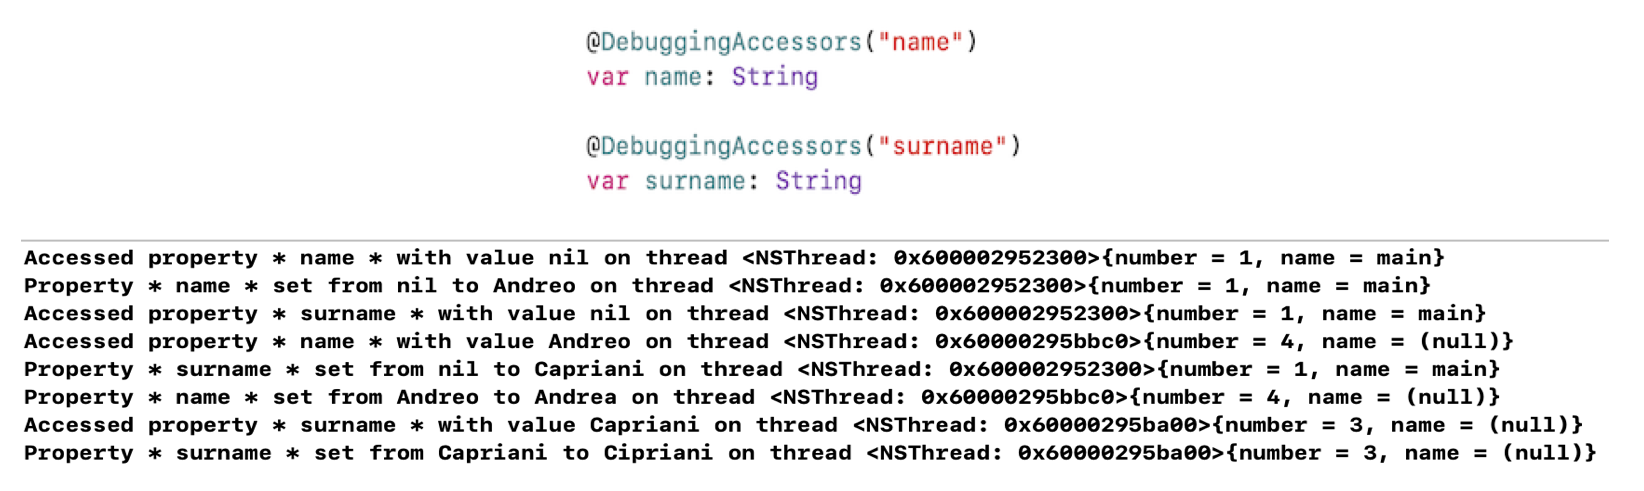 @DebuggingAccessors("name")
var name: String
@DebuggingAccessors("surname")
var surname: String
Accessed property * name * with value nil on thread <NSThread: 0x600002952300>{number = 1, name = main}
Property * name * set from nil to Andreo on thread <NSThread: 0x600002952300>{number = 1, name = main}
Accessed property * surname * with value nil on thread <NSThread: 0x600002952300>{number = 1, name = main}
Accessed property * name * with value Andreo on thread <NSThread: 0x60000295bbc0>{number = 4, name = (null)}
Property * surname * set from nil to Capriani on thread <NSThread: 0x600002952300>{number = 1, name = main}
Property * name * set from Andreo to Andrea on thread <NSThread: 0x60000295bbc0>{number = 4, name = (null)}
Accessed property * surname * with value Capriani on thread <NSThread: 0x60000295ba00>{number = 3, name = (null)}
Property * surname * set from Capriani to Cipriani on thread <NSThread: 0x60000295ba00>{number = 3, name = (null)}